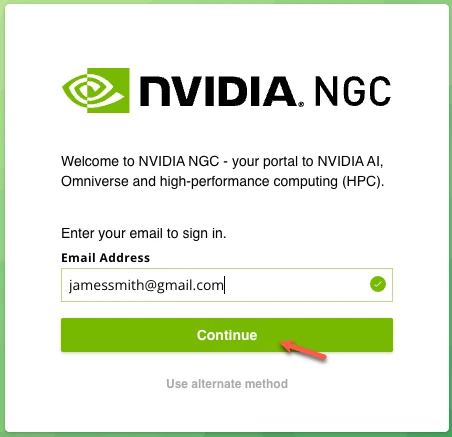 NVIDIA. NGC
Welcome to NVIDIA NGC - your portal to NVIDIA AI,
Omniverse and high-performance computing (HPC).
Enter your email to sign in.
Email Address
jamessmith@gmail.com
Continue
Use alternate method